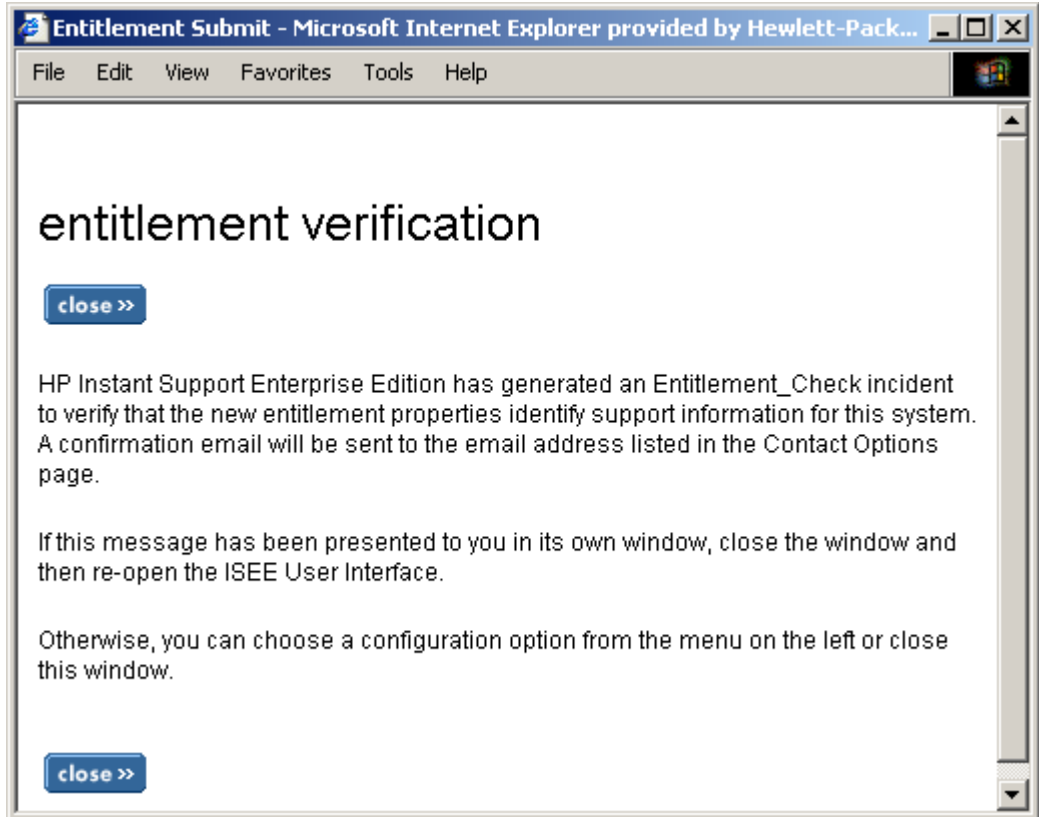 Entitlement Submit - Microsoft Internet Explorer provided by Hewlett-Pack...
File Edit View Favorites Tools Help
entitlement verification
close »
HP Instant Support Enterprise Edition has generated an Entitlement_Check incident
to verify that the new entitlement properties identify support information for this system.
A confirmation email will be sent to the email address listed in the Contact Options
page.
If this message has been presented to you in its own window, close the window and
then re-open the ISEE User Interface.
Otherwise, you can choose a configuration option from the menu on the left or close
this window.
close »